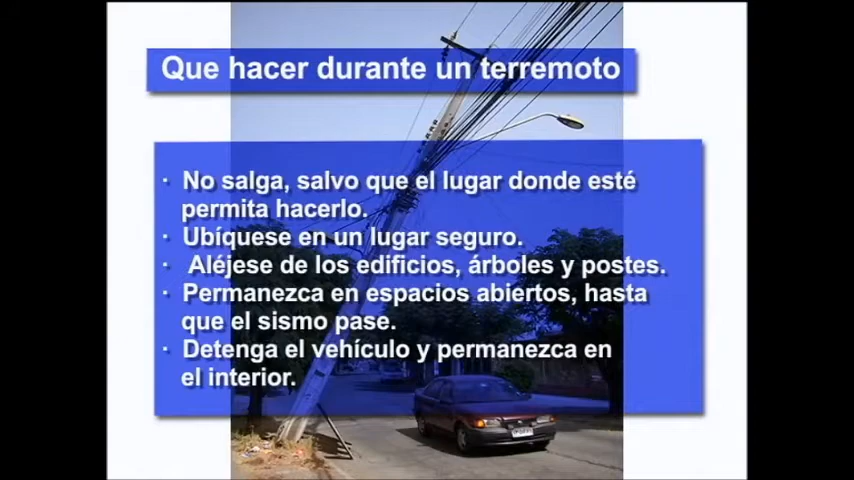 Que hacer durante un terremoto
· No salga, salvo que el lugar donde esté
permita hacerlo.
· Ubíquese en un lugar seguro.
· Aléjese de los edificios, árboles y postes.
· Permanezca en espacios abiertos, hasta
que el sismo pase.
· Detenga el vehículo y permanezca en
el interior.